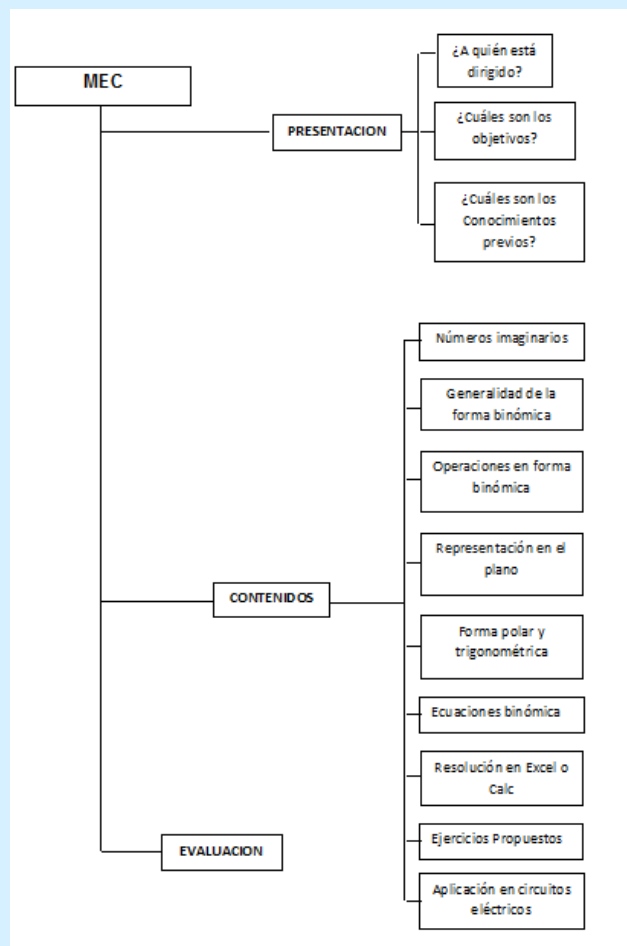 MEC
PRESENTACION
¿A quién está
dirigido?
¿Cuáles son los
objetivos?
¿Cuáles son los
Conocimientos
previos?
CONTENIDOS
Números imaginarios
Generalidad de la
forma binómica
Operaciones en forma
binómica
Representación en el
plano
Forma polar y
trigonométrica
Ecuaciones binómica
Resolución en Excel o
Calc
Ejercicios Propuestos
Aplicación en circuitos
eléctricos
EVALUACION